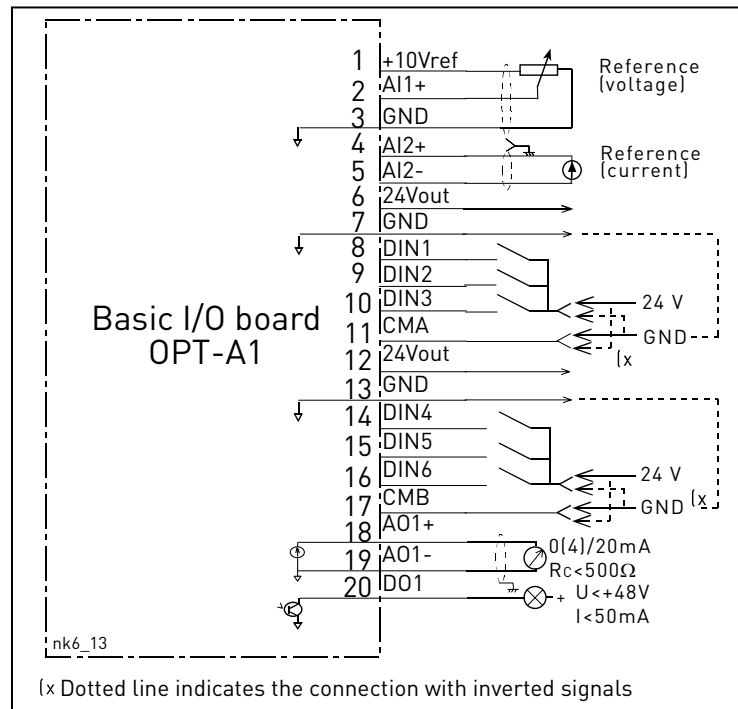 1 +10Vref
2 AI1+
3 GND
4 AI2+
5 AI2-
6 24Vout
7 GND
8 DIN1
9 DIN2
10 DIN3
11 CMA
12 24Vout
13 GND
14 DIN4
15 DIN5
16 DIN6
17 CMB
18 AO1+
19 AO1-
20 DO1
Basic I/O board
OPT-A1
Reference
(voltage)
Reference
(current)
24 V
GND
(x
24 V
GND (x
0(4)/20mA
RC<500Ω
+ U<+48V
I<50mA
nk6_13
(x Dotted line indicates the connection with inverted signals